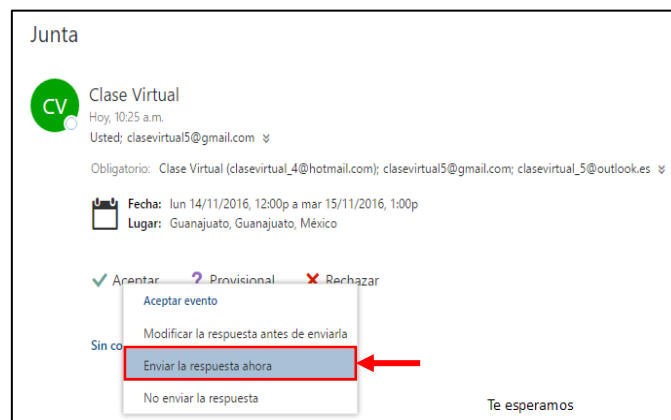 Junta
CV
Clase Virtual
Hoy, 10:25 a.m.
Usted; clasevirtual5@gmail.com
Obligatorio: Clase Virtual (clasevirtual_4@hotmail.com); clasevirtual5@gmail.com; clasevirtual_5@outlook.es
Fecha: lun 14/11/2016, 12:00p a mar 15/11/2016, 1:00p
Lugar: Guanajuato, Guanajuato, México
Aceptar ? Provisional Rechazar
Aceptar evento
Modificar la respuesta antes de enviarla
Sin co
Enviar la respuesta ahora
No enviar la respuesta
Te esperamos